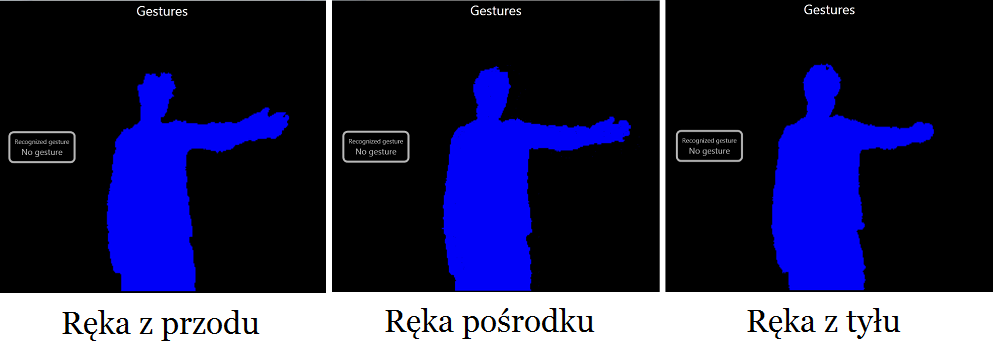 Gestures
Recognized gesture
No gesture
Ręka z przodu
Gestures
Recognized gesture
No gesture
Ręka pośrodku
Gestures
Recognized gesture
No gesture
Ręka z tyłu